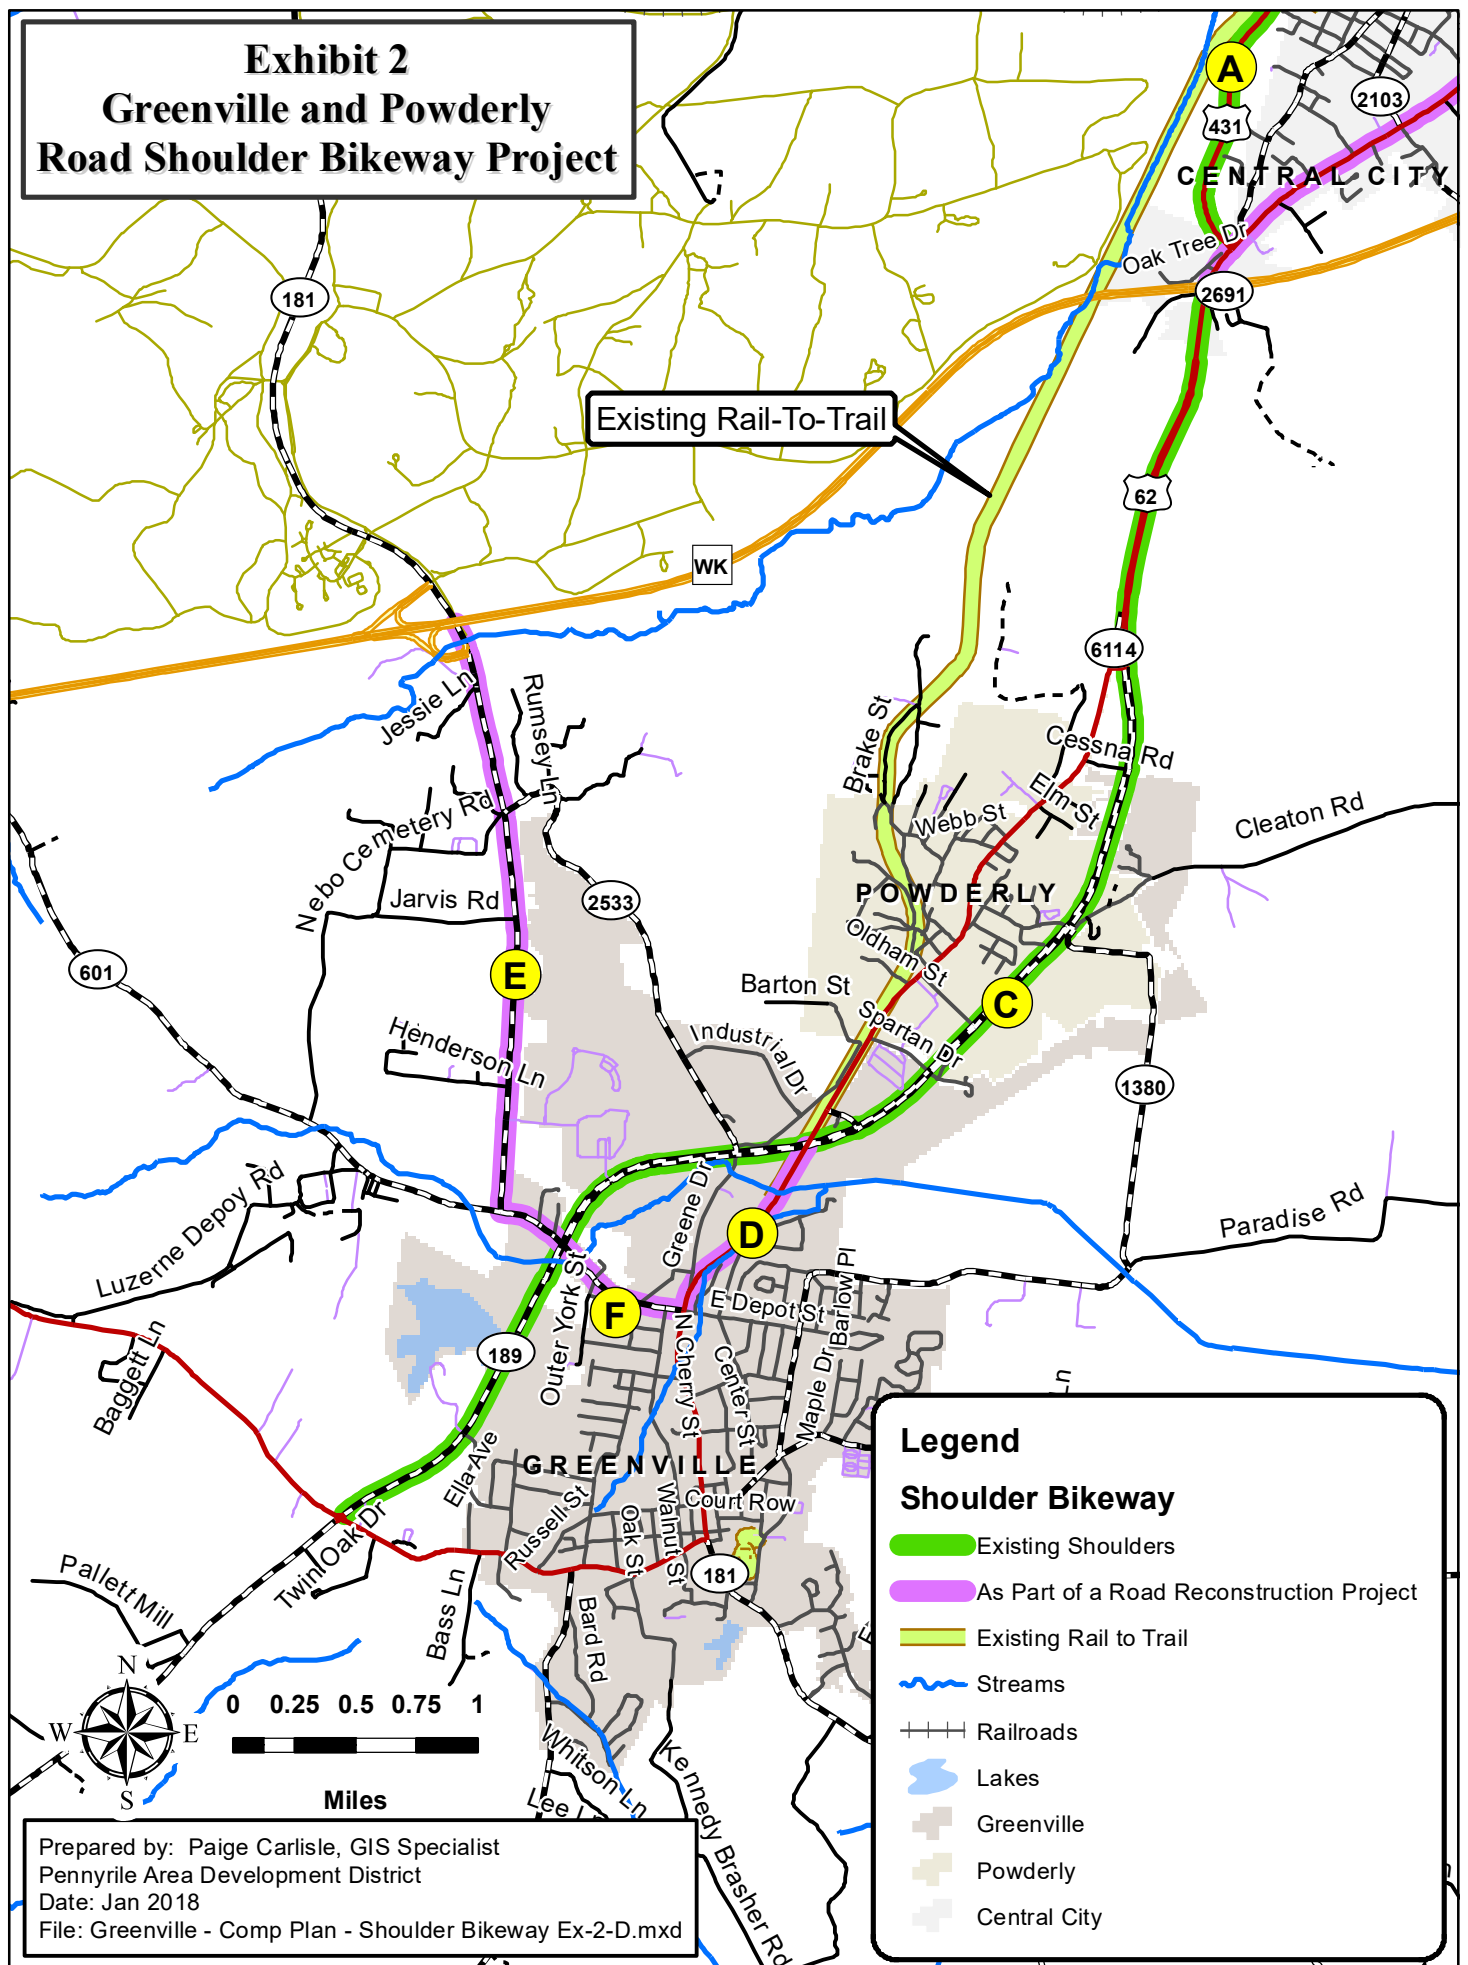 Exhibit 2
Greenville and Powderly
Road Shoulder Bikeway Project
A
431
2103
CENTRAL CITY
Oak Tree Dr
2691
181
Existing Rail-To-Trail
62
WK
6114
Jessie Ln
Rumsey Ln
Brake St
Cessna Rd
Elm St
Webb St
Cleaton Rd
Nebo Cemetery Rd
Jarvis Rd
2533
POWDERLY
Oldham St
601
E
Barton St
C
Spartan Dr
Industrial Dr
Henderson Ln
1380
Luzerne Depoy Rd
Greene Dr
D
Paradise Rd
Outer York St
F
E Depot St
Barlow Pl
189
N Cherry St
Center St
Maple Dr
Baggett Ln
Ln
Ella Ave
GREENVILLE
Court Row
Russell St
Oak St
Walnut St
Twin Oak Dr
181
Pallett Mill
Bass Ln
Bard Rd
E
Whitson Ln
Lee Ln
Kennedy Brasher Rd
N
W E
S
0 0.25 0.5 0.75 1
Miles
Prepared by: Paige Carlisle, GIS Specialist
Pennyrile Area Development District
Date: Jan 2018
File: Greenville - Comp Plan - Shoulder Bikeway Ex-2-D.mxd
Legend
Shoulder Bikeway
Existing Shoulders
As Part of a Road Reconstruction Project
Existing Rail to Trail
Streams
Railroads
Lakes
Greenville
Powderly
Central City